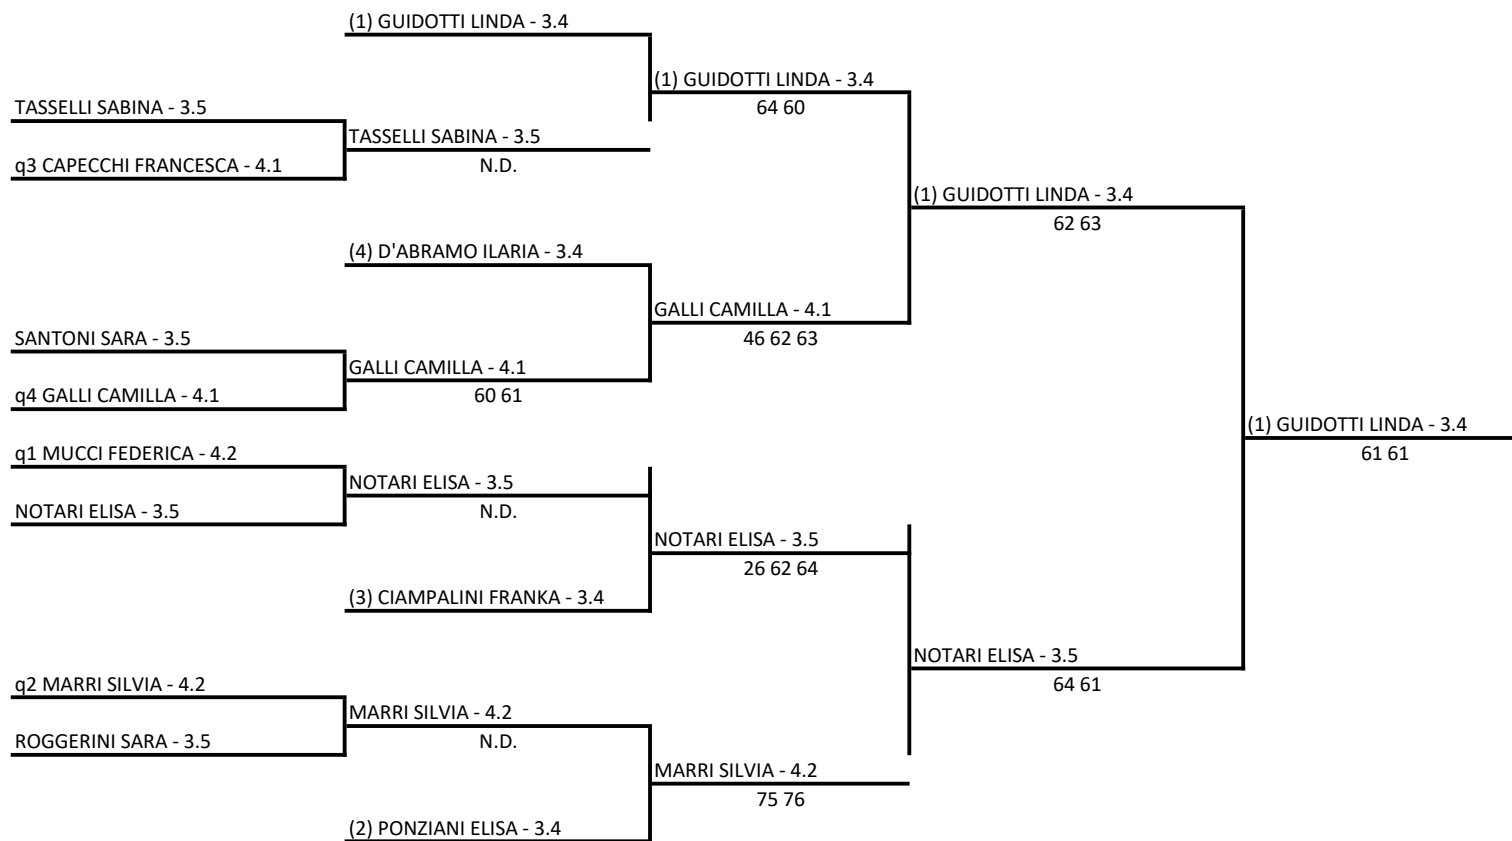 (1) GUIDOTTI LINDA - 3.4
(1) GUIDOTTI LINDA - 3.4
TASSELLI SABINA - 3.5
64 60
TASSELLI SABINA - 3.5
q3 CAPECCHI FRANCESCA - 4.1
N.D.
(1) GUIDOTTI LINDA - 3.4
62 63
(4) D'ABRAMO ILARIA - 3.4
GALLI CAMILLA - 4.1
SANTONI SARA - 3.5
46 62 63
GALLI CAMILLA - 4.1
q4 GALLI CAMILLA - 4.1
60 61
(1) GUIDOTTI LINDA - 3.4
q1 MUCCI FEDERICA - 4.2
61 61
NOTARI ELISA - 3.5
NOTARI ELISA - 3.5
N.D.
NOTARI ELISA - 3.5
26 62 64
(3) CIAMPALINI FRANKA - 3.4
NOTARI ELISA - 3.5
q2 MARRI SILVIA - 4.2
64 61
MARRI SILVIA - 4.2
ROGGERINI SARA - 3.5
N.D.
MARRI SILVIA - 4.2
75 76
(2) PONZIANI ELISA - 3.4